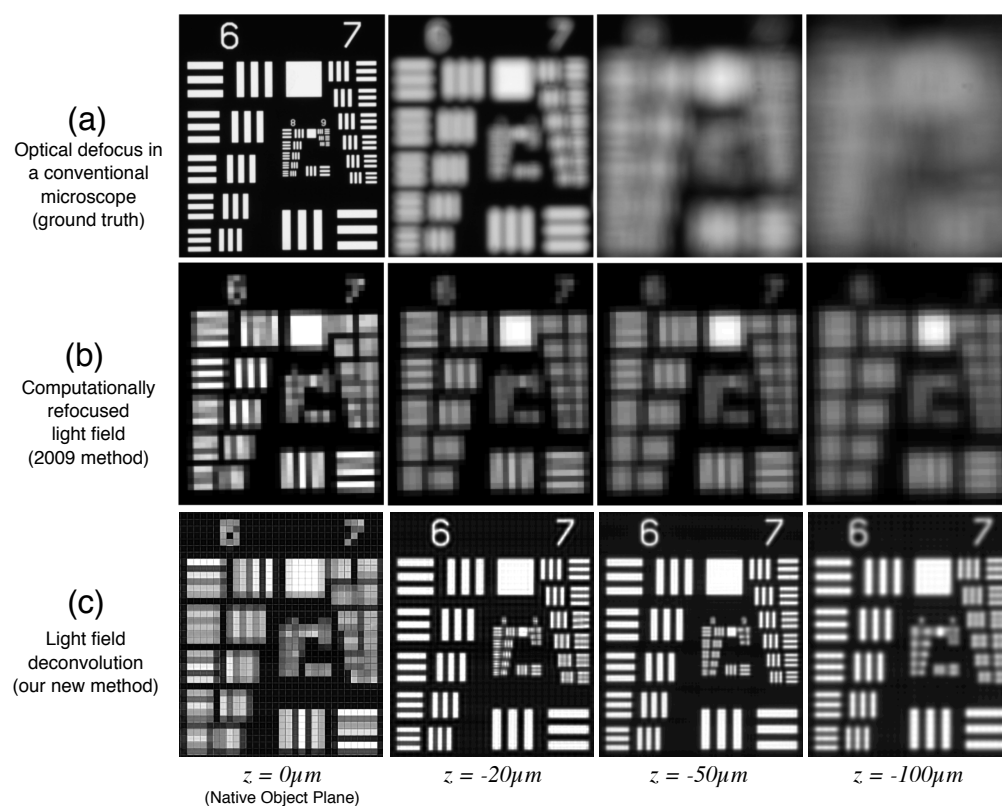 6 7
8 9
(a)
Optical defocus in
a conventional
microscope
(ground truth)
6 7
(b)
Computationally
refocused
light field
(2009 method)
6 7
6 7
6 7
6 7
(c)
Light field
deconvolution
(our new method)
z = 0μm
(Native Object Plane)
z = -20μm
z = -50μm
z = -100μm